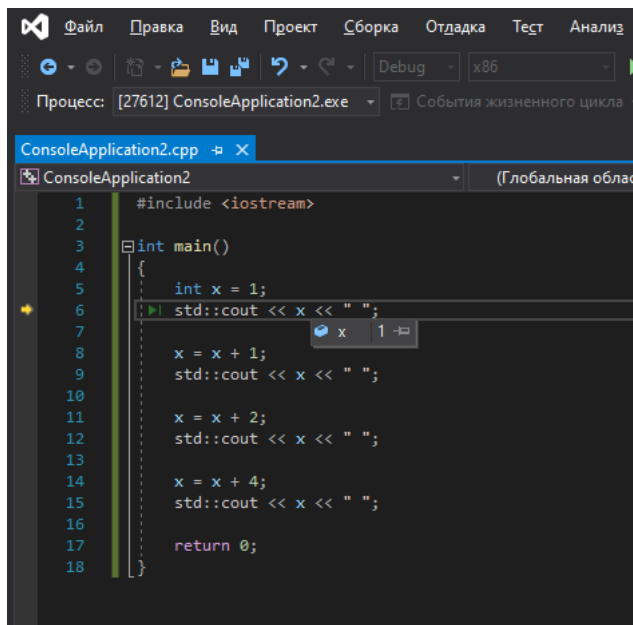 Файл Правка Вид Проект Сборка Отладка Тест Анализ
Debug x86
Процесс: [27612] ConsoleApplication2.exe События жизненного цикла
ConsoleApplication2.cpp
ConsoleApplication2 (Глобальная облас
1 #include <iostream>
2
3 int main()
4 {
5 int x = 1;
6 std::cout << x << " ";
x 1
7
8 x = x + 1;
9 std::cout << x << " ";
10
11 x = x + 2;
12 std::cout << x << " ";
13
14 x = x + 4;
15 std::cout << x << " ";
16
17 return 0;
18 }